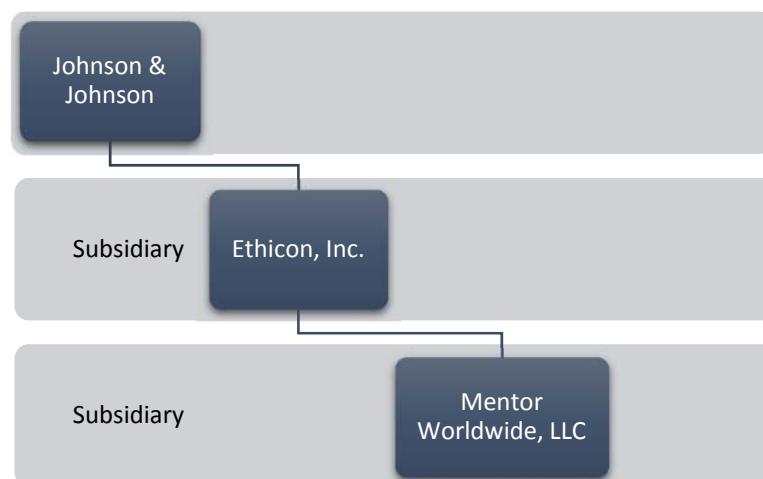 Johnson &
Johnson
Subsidiary
Ethicon, Inc.
Subsidiary
Mentor
Worldwide, LLC